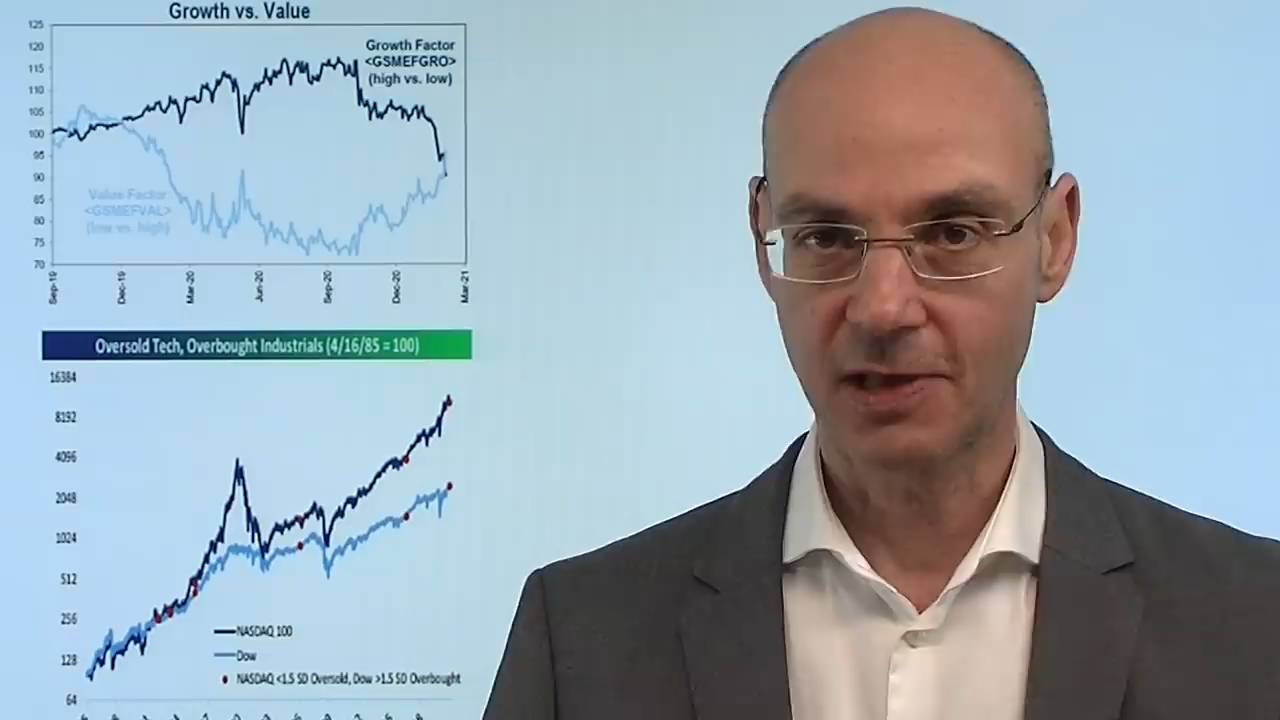 Growth vs. Value
125
120
115
110
105
100
95
90
85
80
75
70
Growth Factor
<GSMEFGRO>
(high vs. low)
Value Factor
<GSMEFVAL>
(low vs. high)
Sep-19
Dec-19
Mar-20
Jun-20
Sep-20
Dec-20
Mar-21
Oversold Tech, Overbought Industrials (4/16/85 = 100)
16384
8192
4096
2048
1024
512
256
128
64
NASDAQ 100
Dow
NASDAQ <1.5 SD Oversold, Dow >1.5 SD Overbought